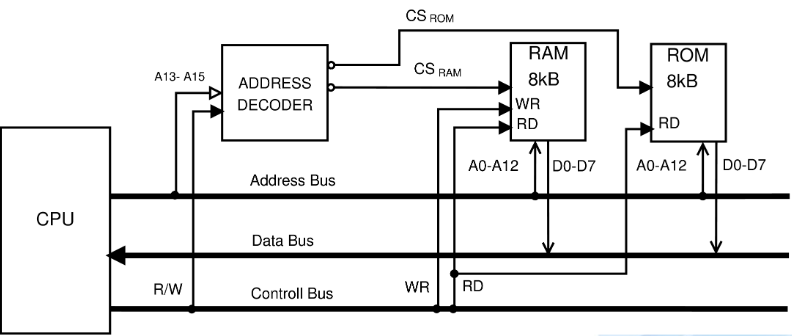 CS ROM
A13- A15
ADDRESS
DECODER
CS RAM
RAM
8kB
WR
RD
ROM
8kB
RD
A0-A12
D0-D7
A0-A12
D0-D7
CPU
Address Bus
Data Bus
R/W
Controll Bus
WR
RD